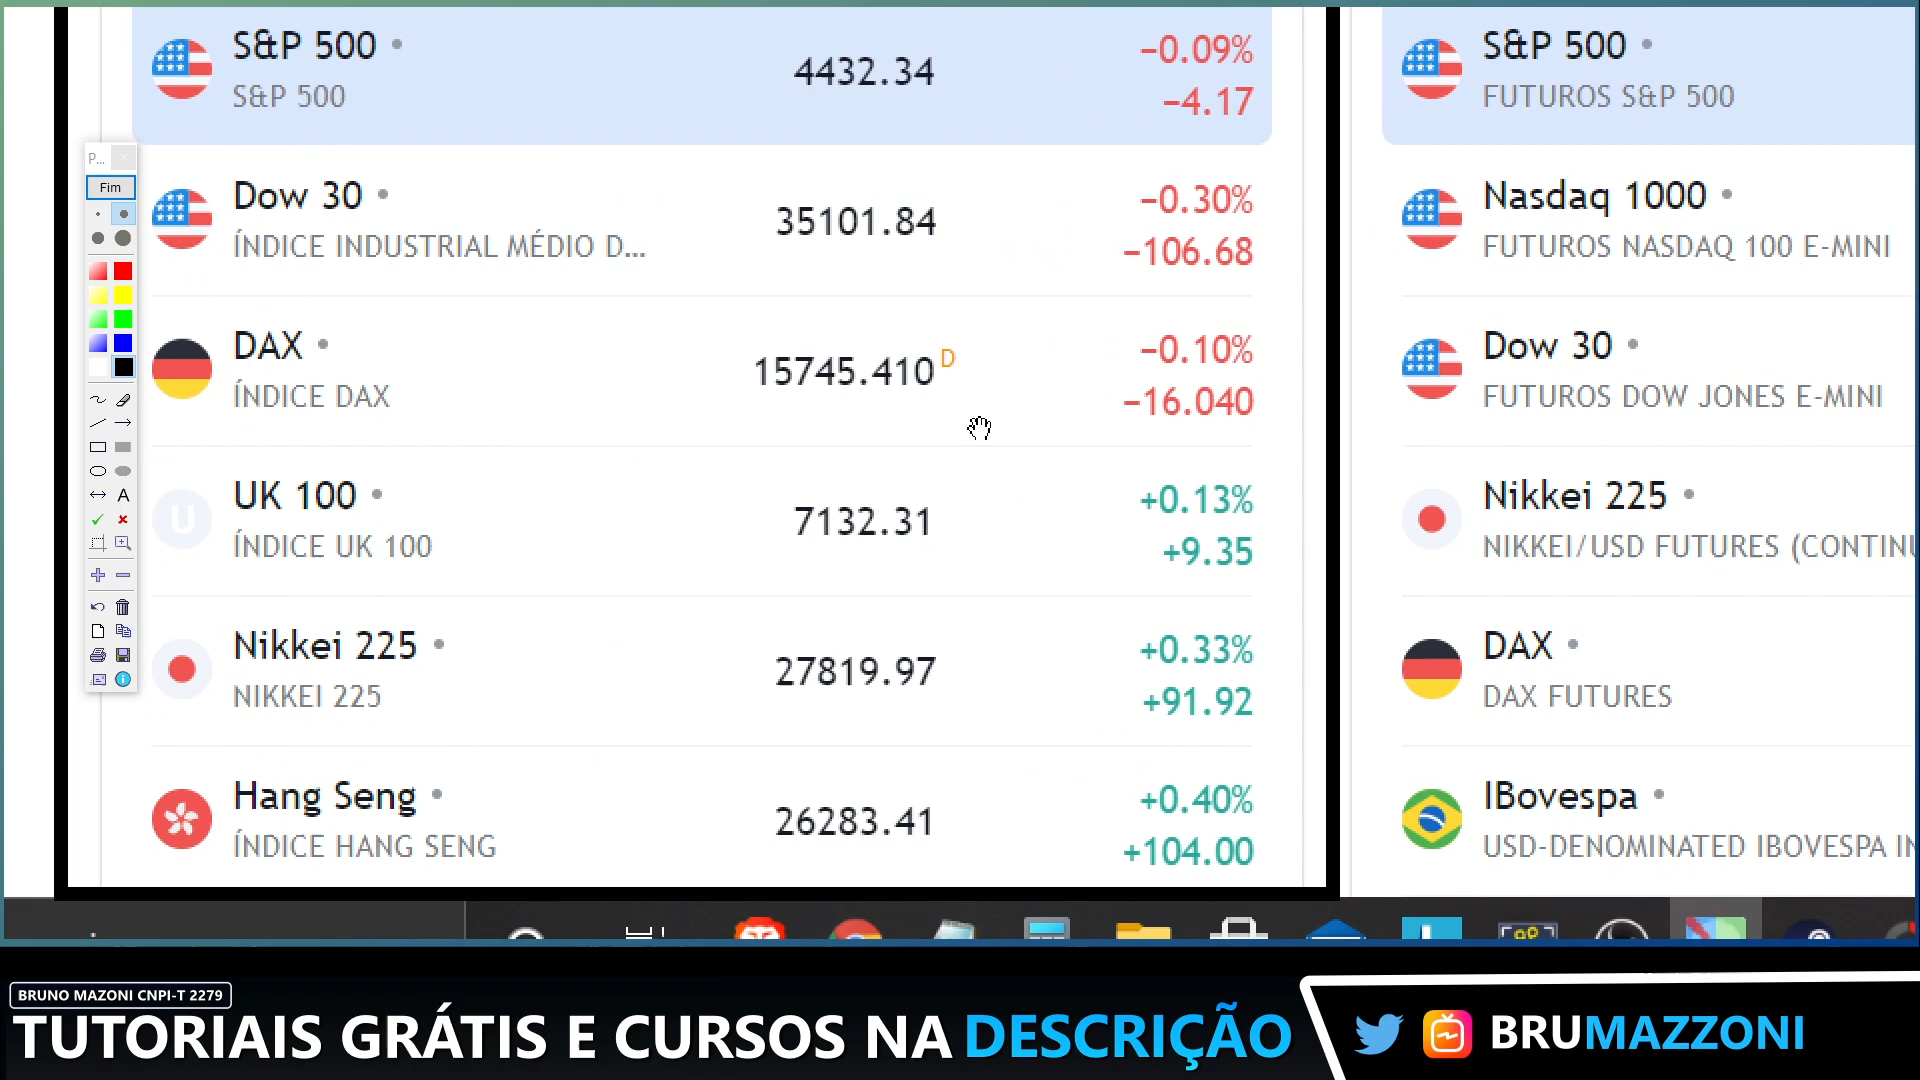 S&P 500
S&P 500
4432.34
−0.09%
−4.17
Dow 30
ÍNDICE INDUSTRIAL MÉDIO D...
35101.84
−0.30%
−106.68
DAX
ÍNDICE DAX
15745.410 D
−0.10%
−16.040
U
UK 100
ÍNDICE UK 100
7132.31
+0.13%
+9.35
Nikkei 225
NIKKEI 225
27819.97
+0.33%
+91.92
Hang Seng
ÍNDICE HANG SENG
26283.41
+0.40%
+104.00
S&P 500
FUTUROS S&P 500
Nasdaq 1000
FUTUROS NASDAQ 100 E-MINI
Dow 30
FUTUROS DOW JONES E-MINI
Nikkei 225
NIKKEI/USD FUTURES (CONTINU
DAX
DAX FUTURES
IBovespa
USD-DENOMINATED IBOVESPA IN
P...
Fim
A
BRUNO MAZONI CNPI-T 2279
TUTORIAIS GRÁTIS E CURSOS NA DESCRIÇÃO
BRUMAZZONI